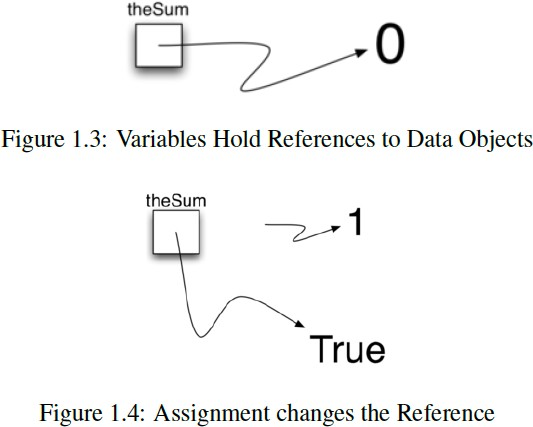 theSum
0
Figure 1.3: Variables Hold References to Data Objects
theSum
1
True
Figure 1.4: Assignment changes the Reference